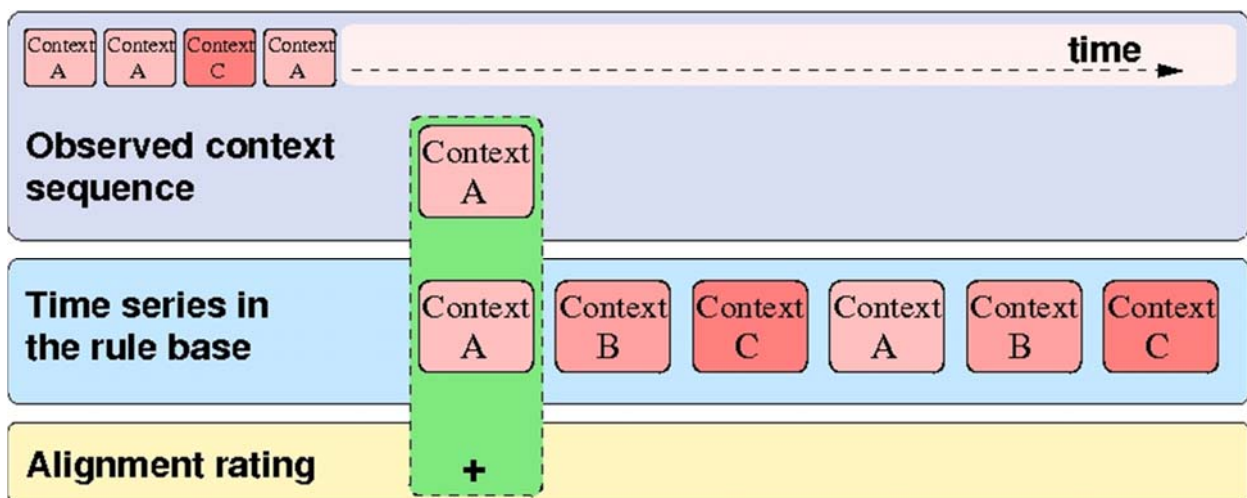 Context Context Context Context
A A C A
time
Observed context
sequence
Context
A
Time series in
the rule base
Context Context Context Context Context Context
A B C A B C
Alignment rating +